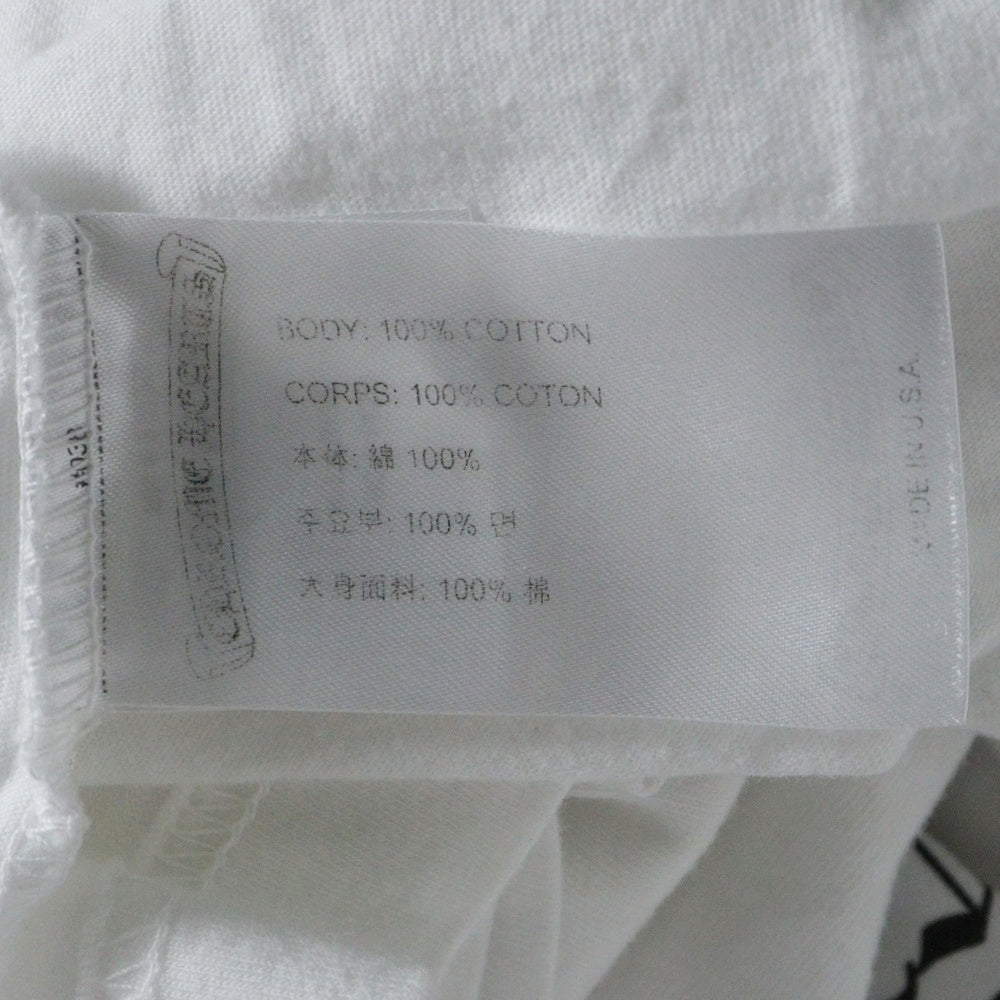 CHROME HEARTS
BODY: 100% COTTON
CORPS: 100% COTON
本体: 綿 100%
주요부: 100% 면
大身面料: 100% 棉
MADE IN U.S.A.